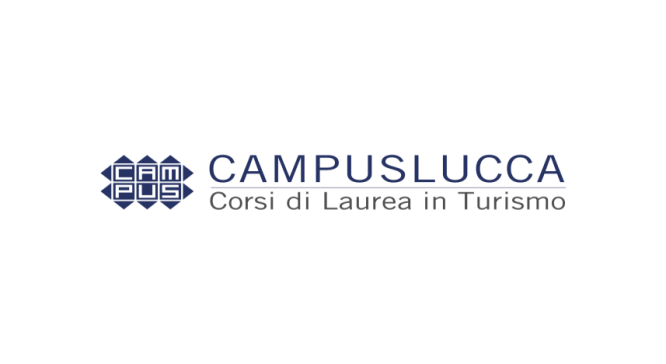 CAM
PUS
CAMPUSLUCCA
Corsi di Laurea in Turismo